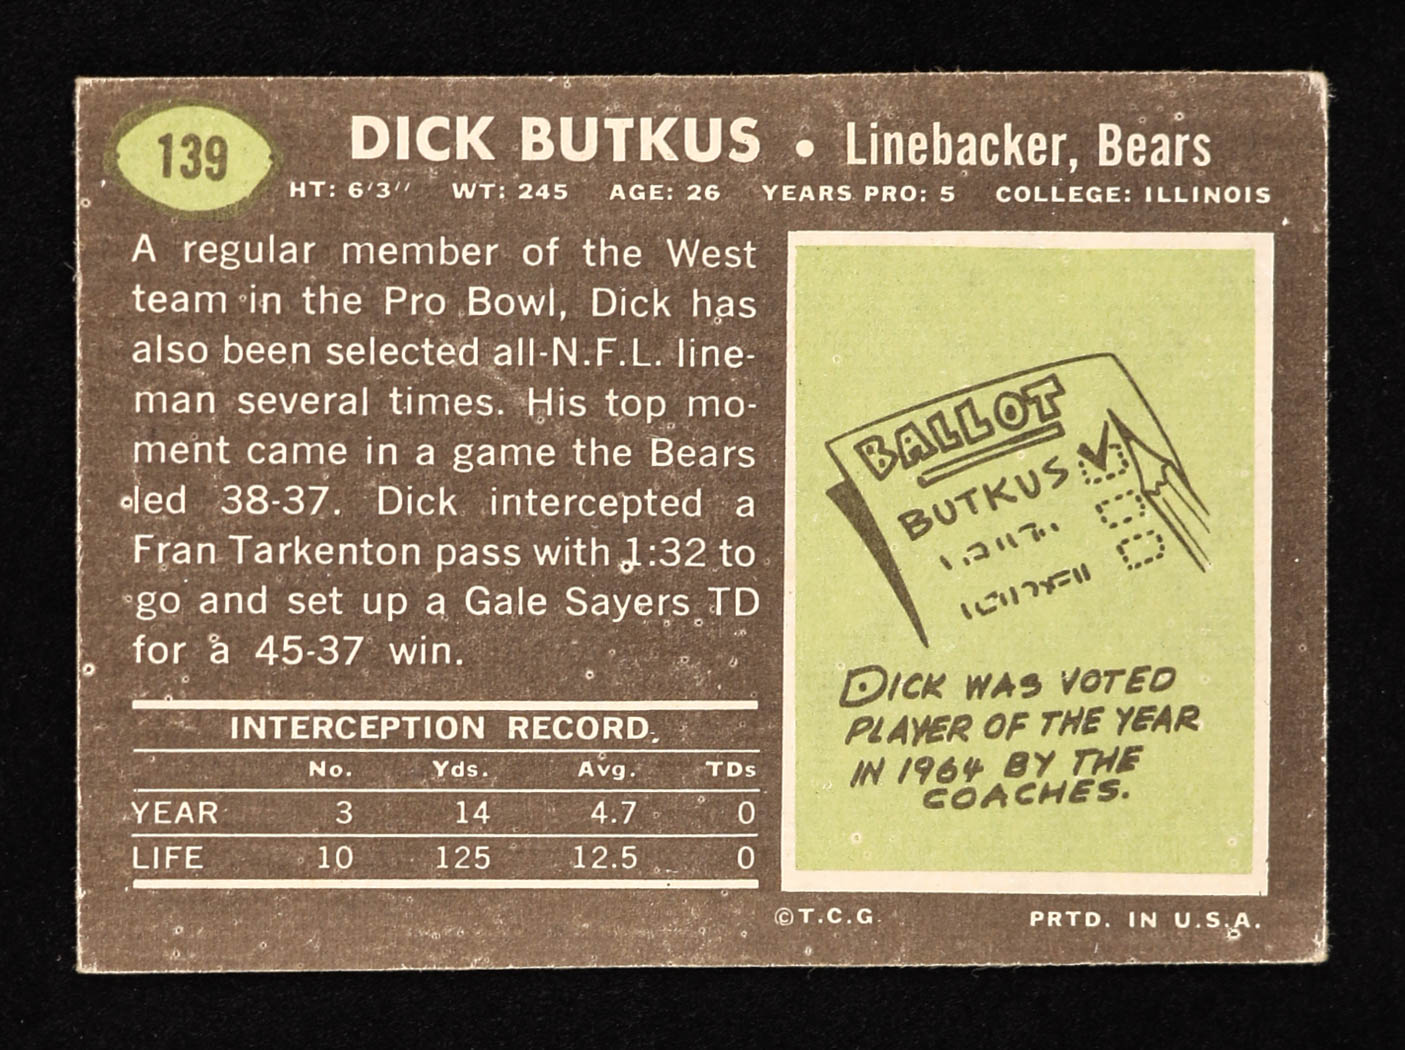 139
DICK BUTKUS • Linebacker, Bears
HT: 6'3'' WT: 245 AGE: 26 YEARS PRO: 5 COLLEGE: ILLINOIS
A regular member of the West
team in the Pro Bowl, Dick has
also been selected all-N.F.L. line-
man several times. His top mo-
ment came in a game the Bears
led 38-37. Dick intercepted a
Fran Tarkenton pass with 1:32 to
go and set up a Gale Sayers TD
for a 45-37 win.
INTERCEPTION RECORD
No. Yds. Avg. TDs
YEAR 3 14 4.7 0
LIFE 10 125 12.5 0
BALLOT
BUTKUS
DICK WAS VOTED
PLAYER OF THE YEAR
IN 1964 BY THE
COACHES.
©T.C.G. PRTD. IN U.S.A.